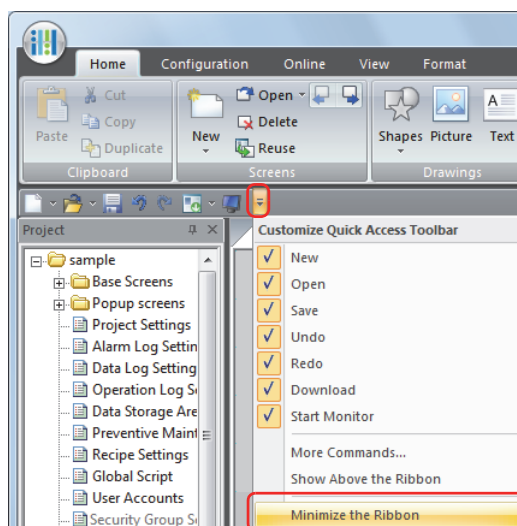 Home Configuration Online View Format
Cut
Copy
Duplicate
Paste
Clipboard
New
Open
Delete
Reuse
Screens
Shapes Picture Text
Drawings
Project
sample
Base Screens
Popup screens
Project Settings
Alarm Log Settin
Data Log Setting
Operation Log S
Data Storage Are
Preventive Maint
Recipe Settings
Global Script
User Accounts
Security Group S
Customize Quick Access Toolbar
New
Open
Save
Undo
Redo
Download
Start Monitor
More Commands...
Show Above the Ribbon
Minimize the Ribbon